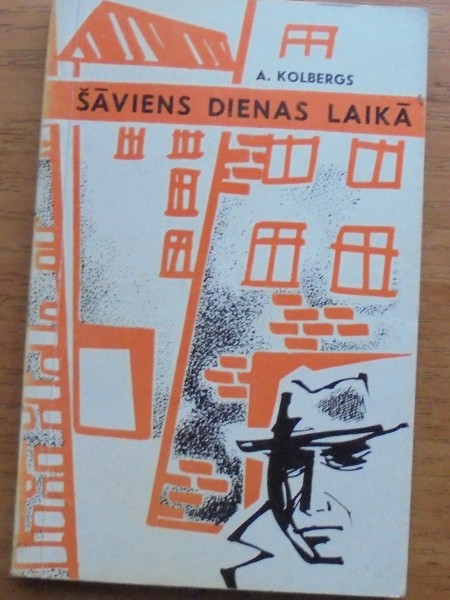 A. KOLBERGS
ŠĀVIENS DIENAS LAIKĀ